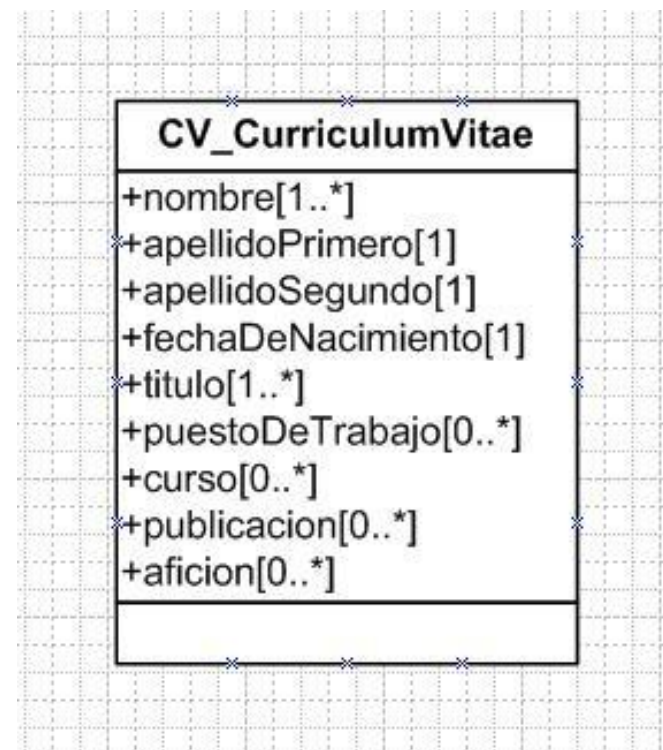 CV_CurriculumVitae
+nombre[1..*]
+apellidoPrimero[1]
+apellidoSegundo[1]
+fechaDeNacimiento[1]
+titulo[1..*]
+puestoDeTrabajo[0..*]
+curso[0..*]
+publicacion[0..*]
+aficion[0..*]